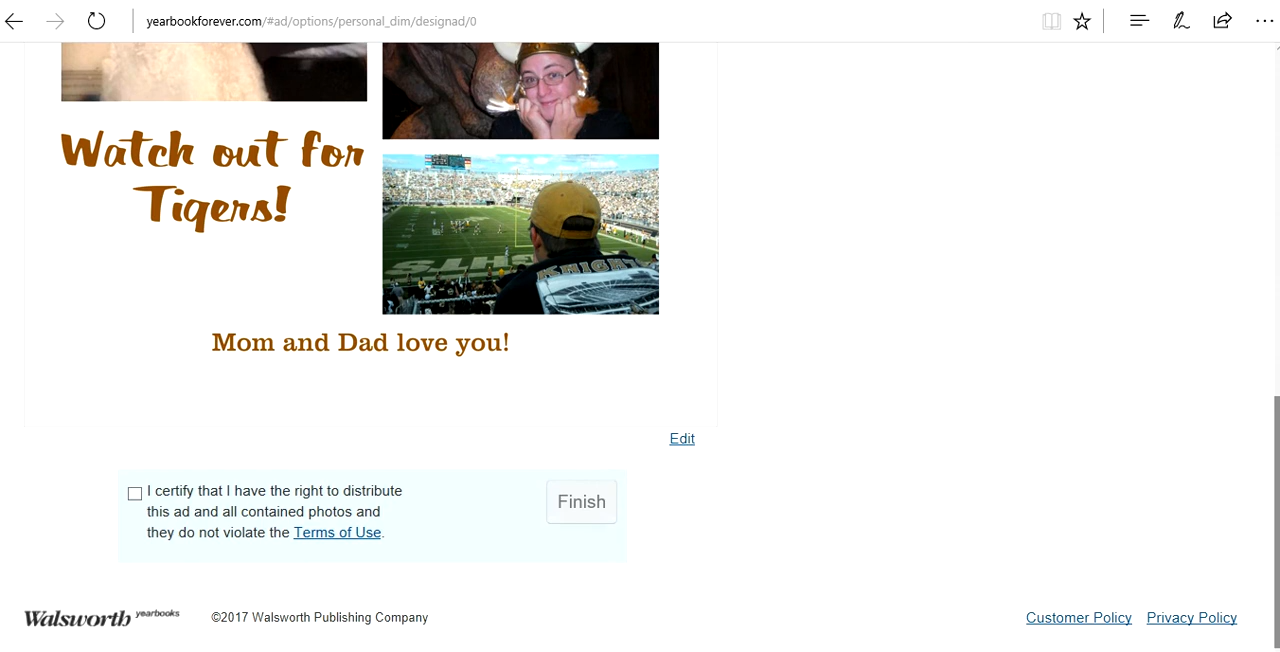 yearbookforever.com/#ad/options/personal_dim/designad/0
Watch out for
Tigers!
KNIGHTS
Mom and Dad love you!
Edit
I certify that I have the right to distribute
this ad and all contained photos and
they do not violate the Terms of Use.
Finish
Walsworth yearbooks
©2017 Walsworth Publishing Company
Customer Policy Privacy Policy